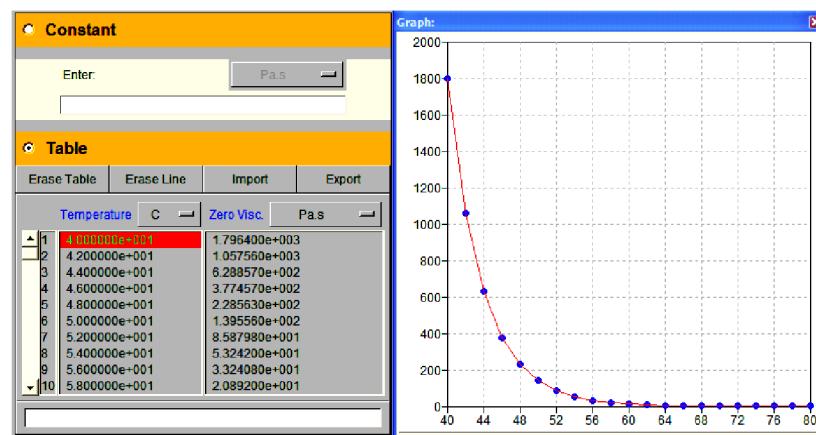 Constant
Enter: Pa.s
Table
Erase Table Erase Line Import Export
Temperature C Zero Visc. Pa.s
1 4.000000e+001 1.796400e+003
2 4.200000e+001 1.057560e+003
3 4.400000e+001 6.288570e+002
4 4.600000e+001 3.774570e+002
5 4.800000e+001 2.285630e+002
6 5.000000e+001 1.395560e+002
7 5.200000e+001 8.587980e+001
8 5.400000e+001 5.324200e+001
9 5.600000e+001 3.324080e+001
10 5.800000e+001 2.089200e+001
Graph:
2000
1800
1600
1400
1200
1000
800
600
400
200
0
40 44 48 52 56 60 64 68 72 76 80